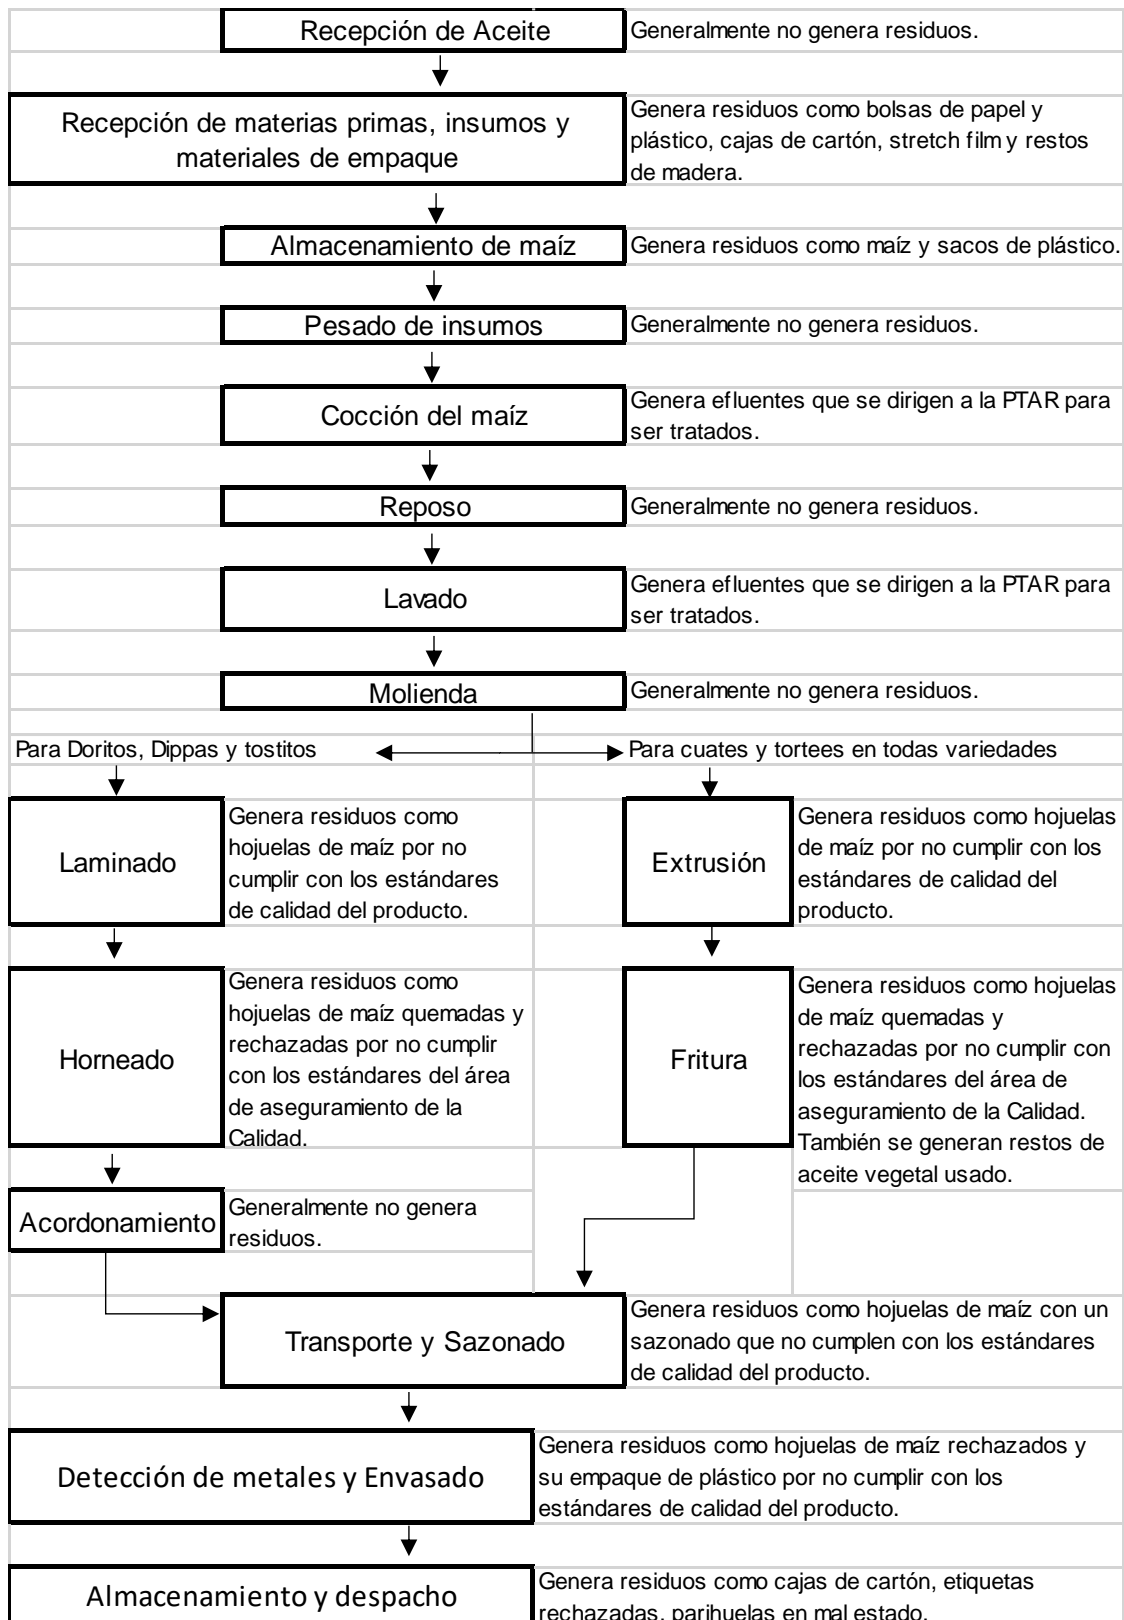 Recepción de Aceite
Generalmente no genera residuos.
Recepción de materias primas, insumos y
materiales de empaque
Genera residuos como bolsas de papel y
plástico, cajas de cartón, stretch film y restos
de madera.
Almacenamiento de maíz
Genera residuos como maíz y sacos de plástico.
Pesado de insumos
Generalmente no genera residuos.
Cocción del maíz
Genera efluentes que se dirigen a la PTAR para
ser tratados.
Reposo
Generalmente no genera residuos.
Lavado
Genera efluentes que se dirigen a la PTAR para
ser tratados.
Molienda
Generalmente no genera residuos.
Para Doritos, Dippas y tostitos
Para cuates y tortees en todas variedades
Laminado
Genera residuos como
hojuelas de maíz por no
cumplir con los estándares
de calidad del producto.
Extrusión
Genera residuos como hojuelas
de maíz por no cumplir con los
estándares de calidad del
producto.
Horneado
Genera residuos como
hojuelas de maíz quemadas y
rechazadas por no cumplir
con los estándares del área
de aseguramiento de la
Calidad.
Fritura
Genera residuos como hojuelas
de maíz quemadas y
rechazadas por no cumplir con
los estándares del área de
aseguramiento de la Calidad.
También se generan restos de
aceite vegetal usado.
Acordonamiento
Generalmente no genera
residuos.
Transporte y Sazonado
Genera residuos como hojuelas de maíz con un
sazonado que no cumplen con los estándares
de calidad del producto.
Detección de metales y Envasado
Genera residuos como hojuelas de maíz rechazados y
su empaque de plástico por no cumplir con los
estándares de calidad del producto.
Almacenamiento y despacho
Genera residuos como cajas de cartón, etiquetas
rechazadas, parihuelas en mal estado.